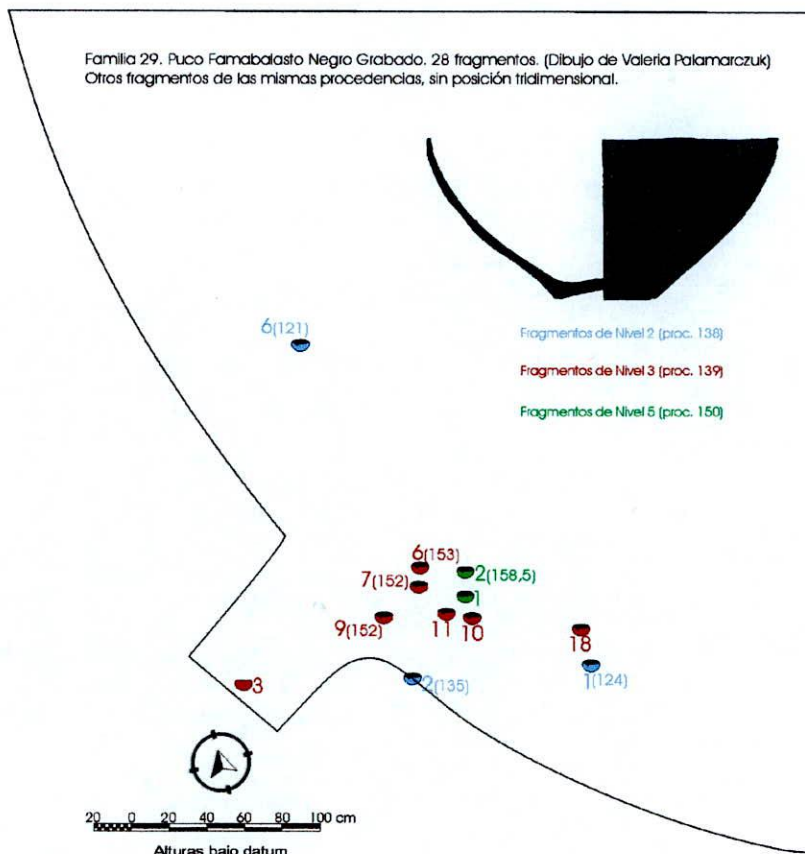 Familia 29. Puco Famabalasto Negro Grabado. 28 fragmentos. (Dibujo de Valeria Palamarczuk)
Otros fragmentos de las mismas procedencias, sin posición tridimensional.
6(121)
Fragmentos de Nivel 2 (proc. 138)
Fragmentos de Nivel 3 (proc. 139)
Fragmentos de Nivel 5 (proc. 150)
6(153)
7(152)
2(158,5)
1
9(152)
11
10
18
3
2(135)
1(124)
20 0 20 40 60 80 100 cm
Alturas bajo datum